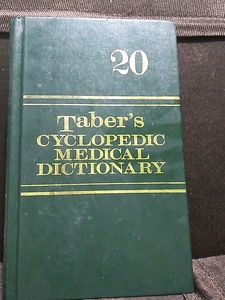 20
Taber's
CYCLOPEDIC
MEDICAL
DICTIONARY